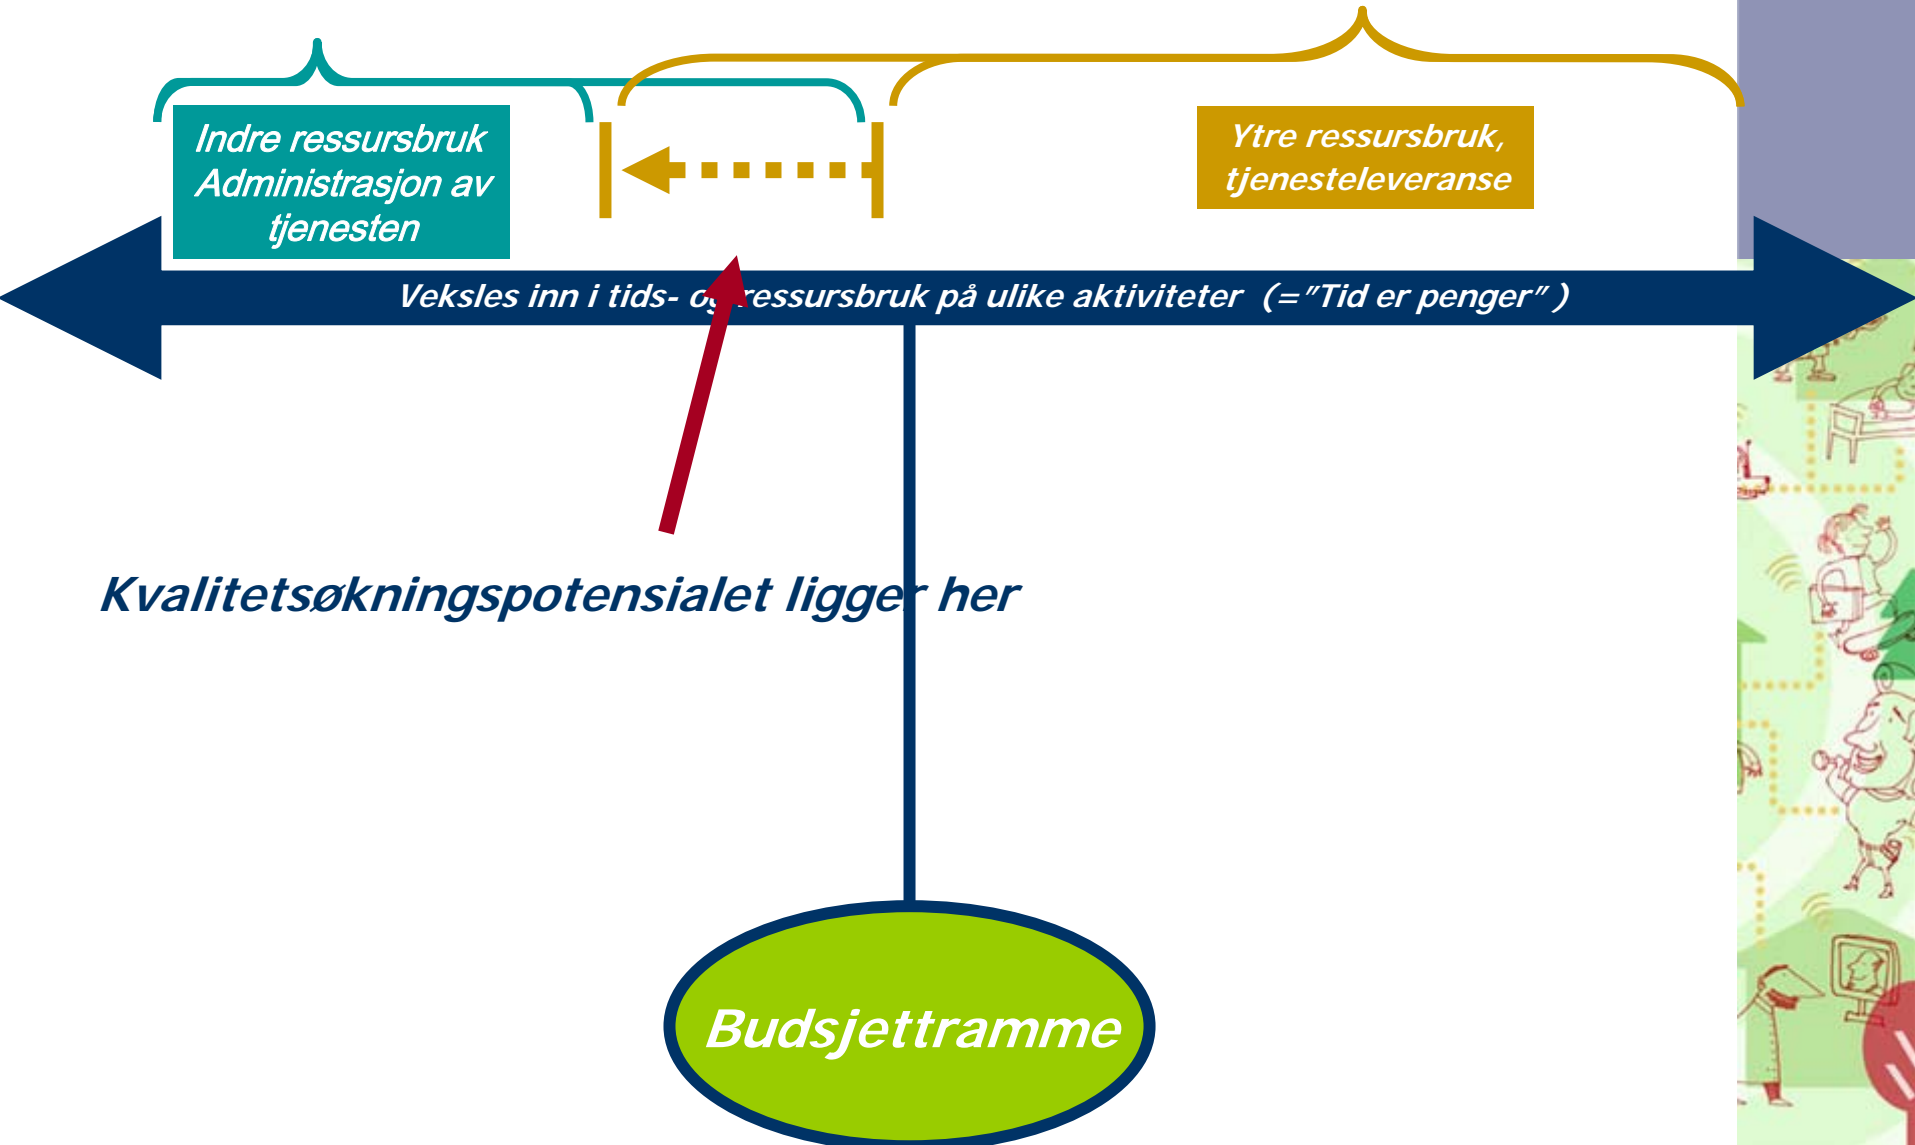 Indre ressursbruk
Administrasjon av
tjenesten
Ytre ressursbruk,
tjenesteleveranse
Veksles inn i tids- og ressursbruk på ulike aktiviteter (="Tid er penger" )
Kvalitetsøkningspotensialet ligger her
Budsjettramme